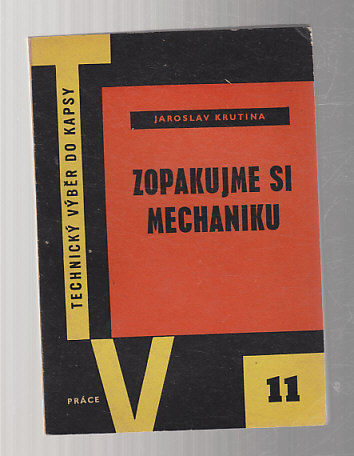 T
TECHNICKÝ VÝBĚR DO KAPSY
JAROSLAV KRUTINA
ZOPAKUJME SI
MECHANIKU
V
PRÁCE
11